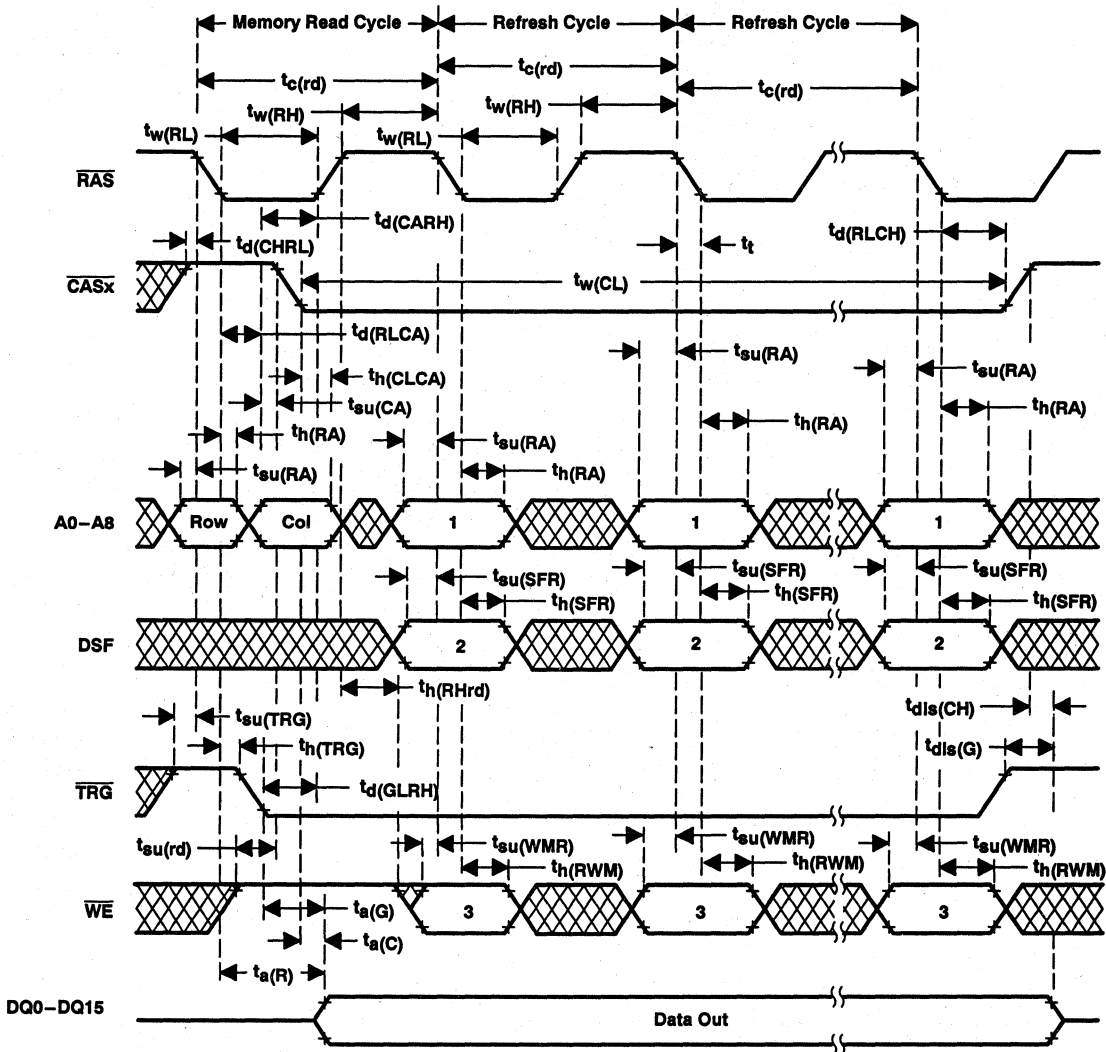 Memory Read Cycle Refresh Cycle Refresh Cycle
tc(rd) tc(rd) tc(rd)
tw(RH) tw(RH)
tw(RL) tw(RL)
RAS
td(CARH)
td(CHRL) tt td(RLCH)
CASx tw(CL)
td(RLCA)
th(CLCA) tsu(RA) tsu(RA)
tsu(CA)
th(RA) tsu(RA) th(RA) th(RA)
tsu(RA) th(RA)
A0–A8 Row Col 1 1 1
tsu(SFR) tsu(SFR) tsu(SFR)
th(SFR) th(SFR) th(SFR)
DSF 2 2 2
th(RHrd)
tsu(TRG) tdis(CH)
th(TRG) tdis(G)
TRG td(GLRH)
tsu(rd) tsu(WMR) tsu(WMR) tsu(WMR)
th(RWM) th(RWM) th(RWM)
WE ta(G) 3 3 3
ta(C)
ta(R)
DQ0–DQ15 Data Out